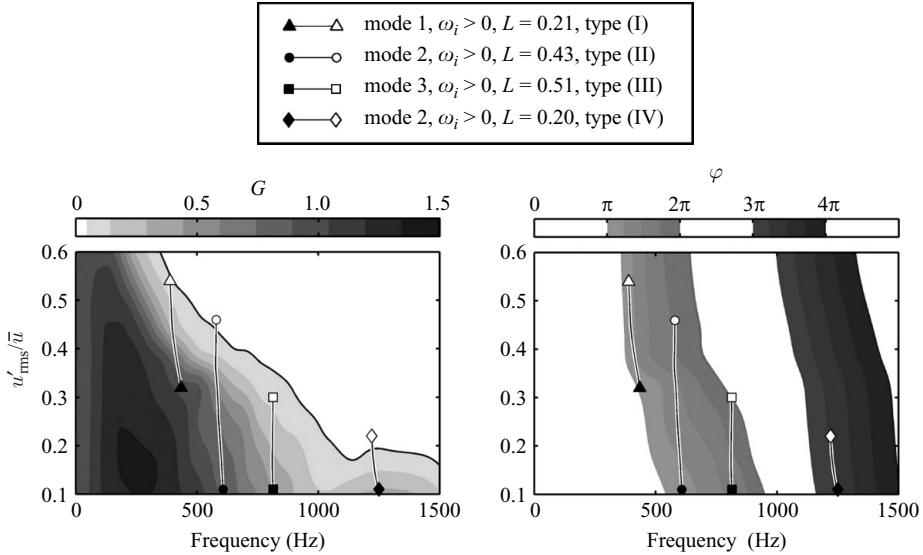 mode 1, ωi > 0, L = 0.21, type (I)
mode 2, ωi > 0, L = 0.43, type (II)
mode 3, ωi > 0, L = 0.51, type (III)
mode 2, ωi > 0, L = 0.20, type (IV)
G
0 0.5 1.0 1.5
φ
0 π 2π 3π 4π
u′rms/ū
0.6
0.5
0.4
0.3
0.2
0.1
0 500 1000 1500
Frequency (Hz)
0.6
0.5
0.4
0.3
0.2
0.1
0 500 1000 1500
Frequency (Hz)